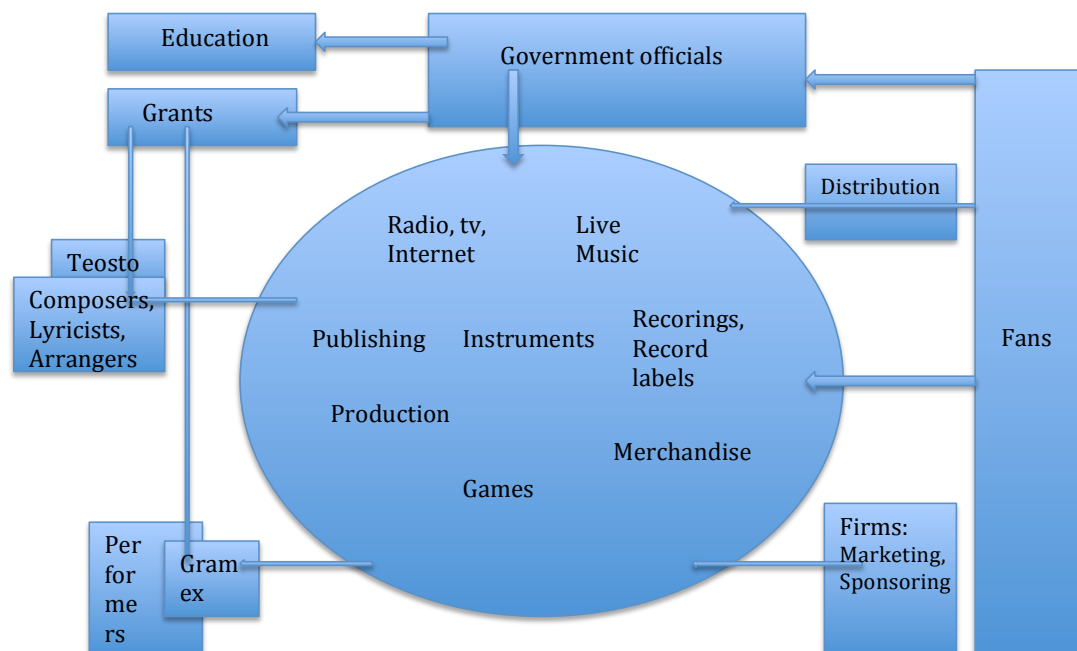 Education
Government officials
Grants
Distribution
Radio, tv,
Internet
Live
Music
Teosto
Composers,
Lyricists,
Arrangers
Publishing
Instruments
Recorings,
Record
labels
Fans
Production
Merchandise
Games
Per
for
me
rs
Gram
ex
Firms:
Marketing,
Sponsoring